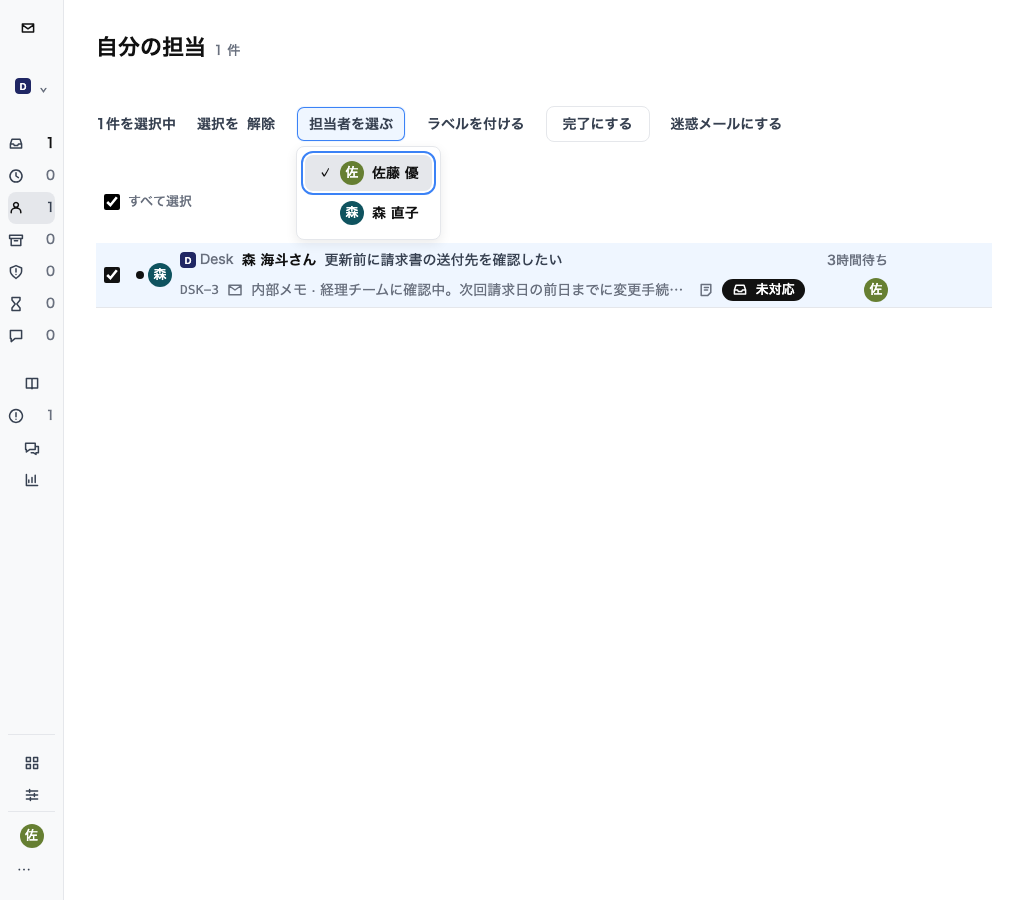 自分の担当 1 件
D
1件を選択中 選択を 解除 担当者を選ぶ ラベルを付ける 完了にする 迷惑メールにする
1
✓ 佐 佐藤 優
0
すべて選択
1
森 森 直子
0
D Desk 森 海斗さん 更新前に請求書の送付先を確認したい 3時間待ち
森
0
DSK-3 内部メモ · 経理チームに確認中。次回請求日の前日までに変更手続… 未対応 佐
0
0
1
佐
…